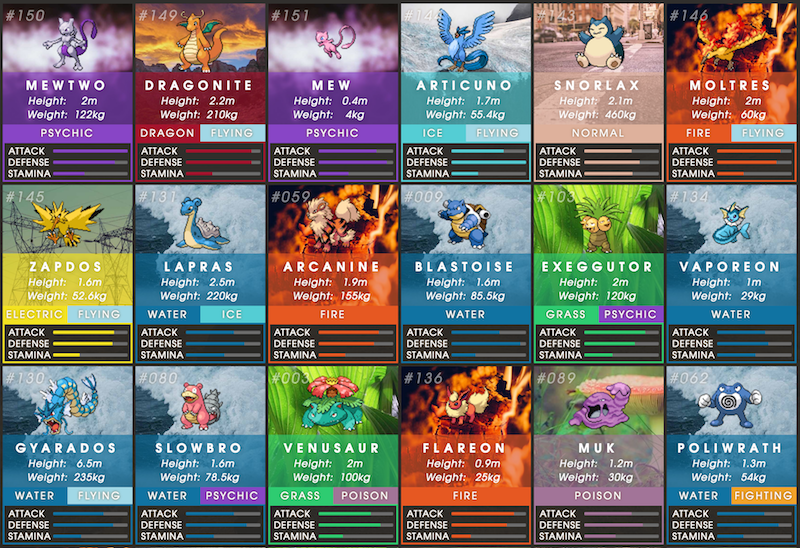 #150
MEWTWO
Height: 2m
Weight: 122kg
PSYCHIC
ATTACK
DEFENSE
STAMINA
#149
DRAGONITE
Height: 2.2m
Weight: 210kg
DRAGON FLYING
ATTACK
DEFENSE
STAMINA
#151
MEW
Height: 0.4m
Weight: 4kg
PSYCHIC
ATTACK
DEFENSE
STAMINA
ARTICUNO
Height: 1.7m
Weight: 55.4kg
ICE FLYING
ATTACK
DEFENSE
STAMINA
#143
SNORLAX
Height: 2.1m
Weight: 460kg
NORMAL
ATTACK
DEFENSE
STAMINA
#146
MOLTRES
Height: 2m
Weight: 60kg
FIRE FLYING
ATTACK
DEFENSE
STAMINA
#145
ZAPDOS
Height: 1.6m
Weight: 52.6kg
ELECTRIC FLYING
ATTACK
DEFENSE
STAMINA
#131
LAPRAS
Height: 2.5m
Weight: 220kg
WATER ICE
ATTACK
DEFENSE
STAMINA
#059
ARCANINE
Height: 1.9m
Weight: 155kg
FIRE
ATTACK
DEFENSE
STAMINA
#009
BLASTOISE
Height: 1.6m
Weight: 85.5kg
WATER
ATTACK
DEFENSE
STAMINA
#103
EXEGGUTOR
Height: 2m
Weight: 120kg
GRASS PSYCHIC
ATTACK
DEFENSE
STAMINA
#134
VAPOREON
Height: 1m
Weight: 29kg
WATER
ATTACK
DEFENSE
STAMINA
#130
GYARADOS
Height: 6.5m
Weight: 235kg
WATER FLYING
ATTACK
DEFENSE
STAMINA
#080
SLOWBRO
Height: 1.6m
Weight: 78.5kg
WATER PSYCHIC
ATTACK
DEFENSE
STAMINA
#003
VENUSAUR
Height: 2m
Weight: 100kg
GRASS POISON
ATTACK
DEFENSE
STAMINA
#136
FLAREON
Height: 0.9m
Weight: 25kg
FIRE
ATTACK
DEFENSE
STAMINA
#089
MUK
Height: 1.2m
Weight: 30kg
POISON
ATTACK
DEFENSE
STAMINA
#062
POLIWRATH
Height: 1.3m
Weight: 54kg
WATER FIGHTING
ATTACK
DEFENSE
STAMINA